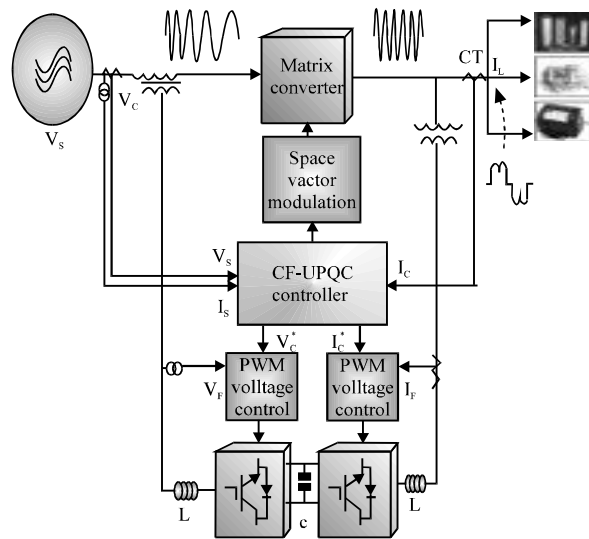 Matrix
converter
CT
I_L
V_C
V_S
Space
vactor
modulation
V_S
I_S
CF-UPQC
controller
I_C
V_C^*
I_C^*
V_F
PWM
volltage
control
PWM
volltage
control
I_F
L
c
L